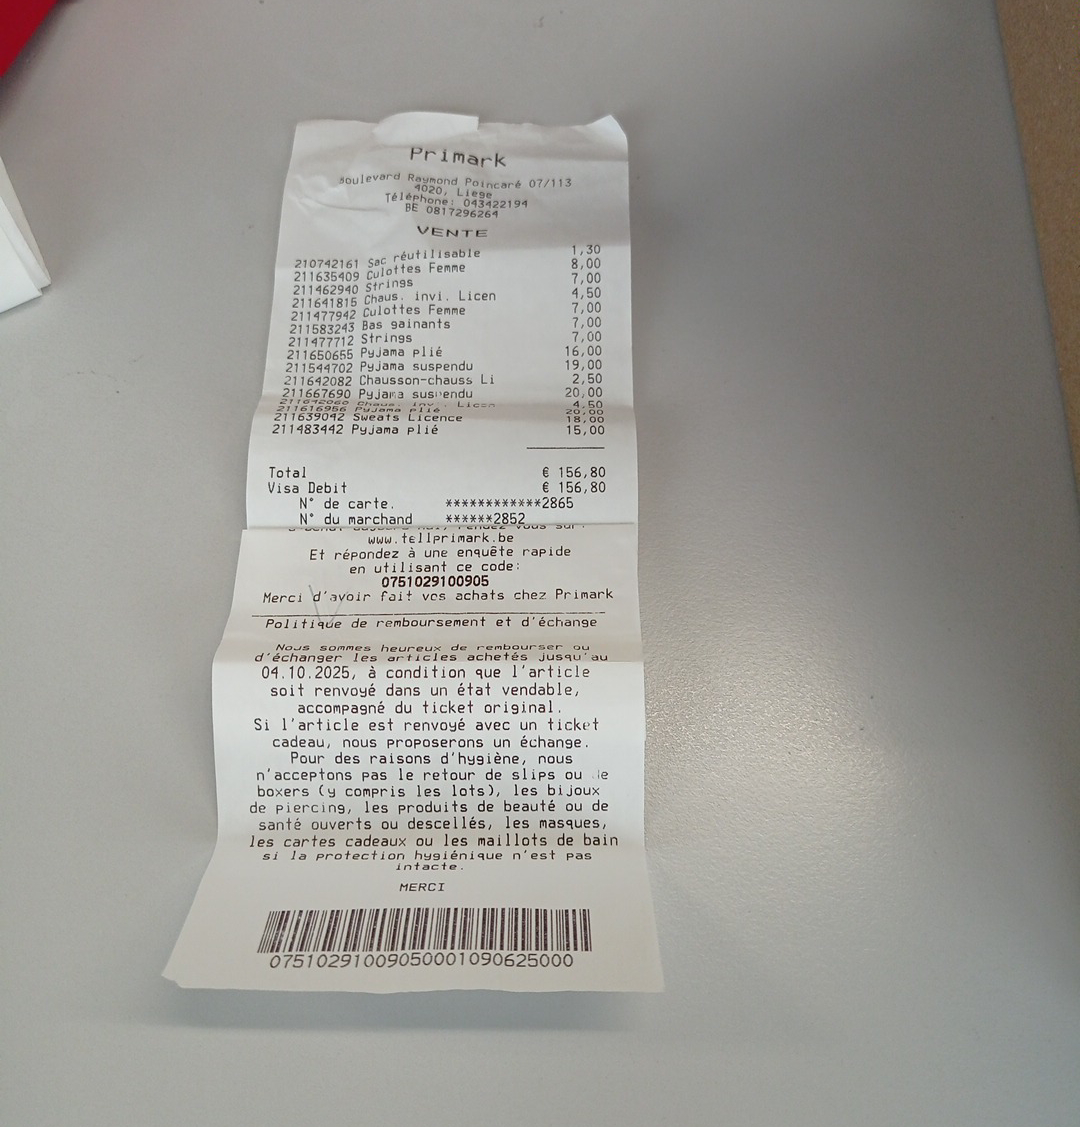 Primark
Boulevard Raymond Poincaré 07/113
4020, Liege
Téléphone: 043422194
BE 0817296264
VENTE
210742161 Sac réutilisable 1,30
211635409 Culottes Femme 8,00
211462940 Strings 7,00
211641815 Chaus. invi. Licen 4,50
211477942 Culottes Femme 7,00
211583243 Bas gainants 7,00
211477712 Strings 7,00
211650655 Pyjama plié 16,00
211544702 Pyjama suspendu 19,00
211642082 Chausson-chauss Li 2,50
211667690 Pyjama suspendu 20,00
Chaus. inv. Licen 4,50
211616956 Pyjama plié 20,00
211639042 Sweats Licence 18,00
211483442 Pyjama plié 15,00
Total € 156,80
Visa Debit € 156,80
N° de carte. ************2865
N° du marchand ******2852
rendez vous sur:
www.tellprimark.be
Et répondez à une enquête rapide
en utilisant ce code:
0751029100905
Merci d'avoir fait vos achats chez Primark
Politique de remboursement et d'échange
Nous sommes heureux de rembourser ou
d'échanger les articles achetés jusqu'au
04.10.2025, à condition que l'article
soit renvoyé dans un état vendable,
accompagné du ticket original.
Si l'article est renvoyé avec un ticket
cadeau, nous proposerons un échange.
Pour des raisons d'hygiène, nous
n'acceptons pas le retour de slips ou de
boxers (y compris les lots), les bijoux
de piercing, les produits de beauté ou de
santé ouverts ou descellés, les masques,
les cartes cadeaux ou les maillots de bain
si la protection hygiénique n'est pas
intacte.
MERCI
07510291009050001090625000